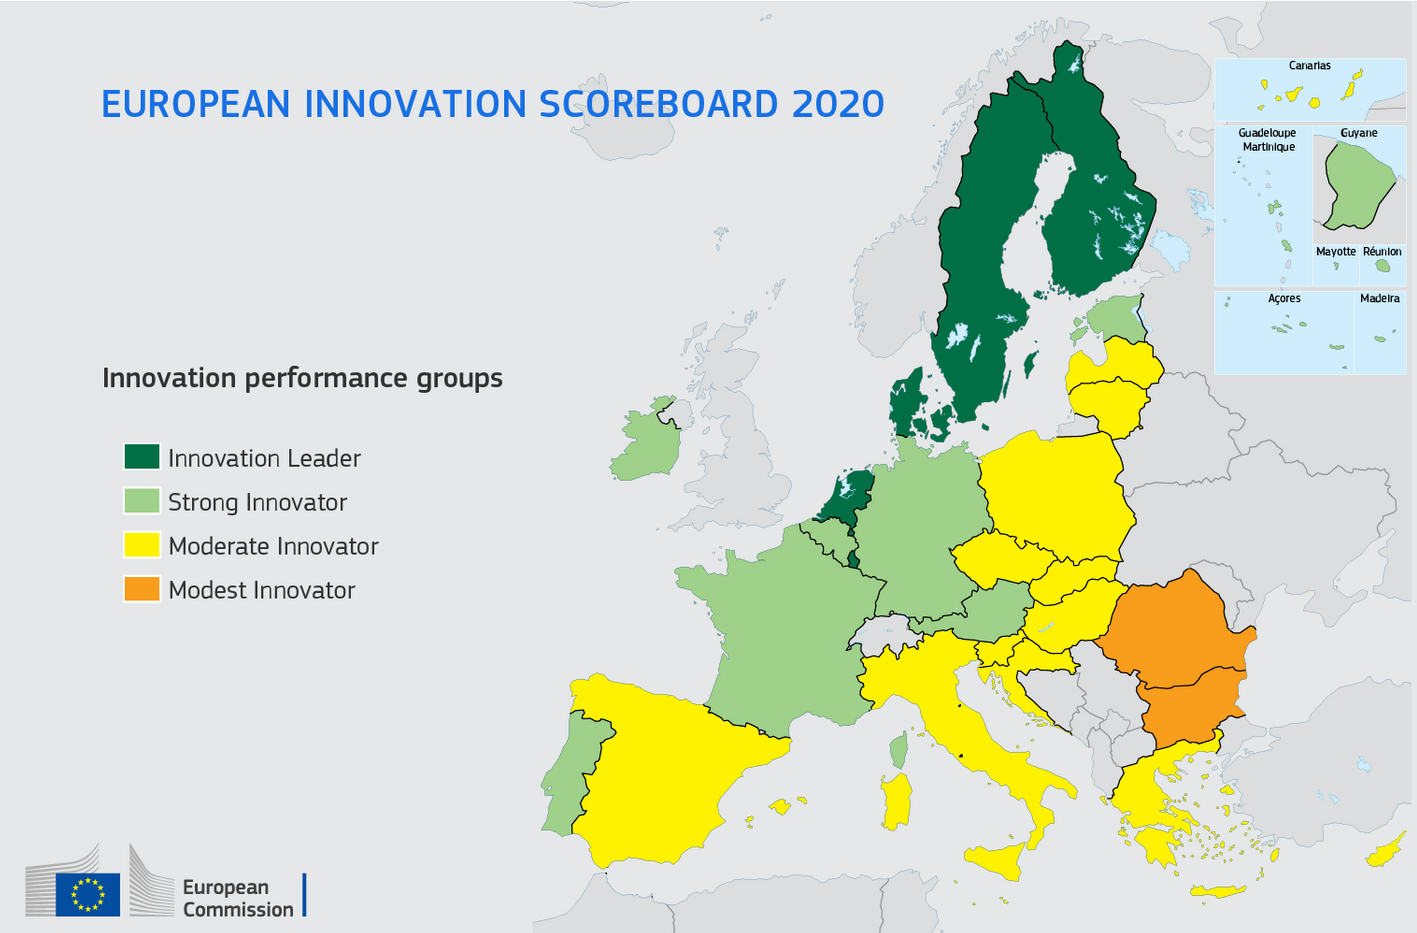 EUROPEAN INNOVATION SCOREBOARD 2020
Canarias
Guadeloupe
Martinique
Guyane
Mayotte
Réunion
Açores
Madeira
Innovation performance groups
Innovation Leader
Strong Innovator
Moderate Innovator
Modest Innovator
European
Commission